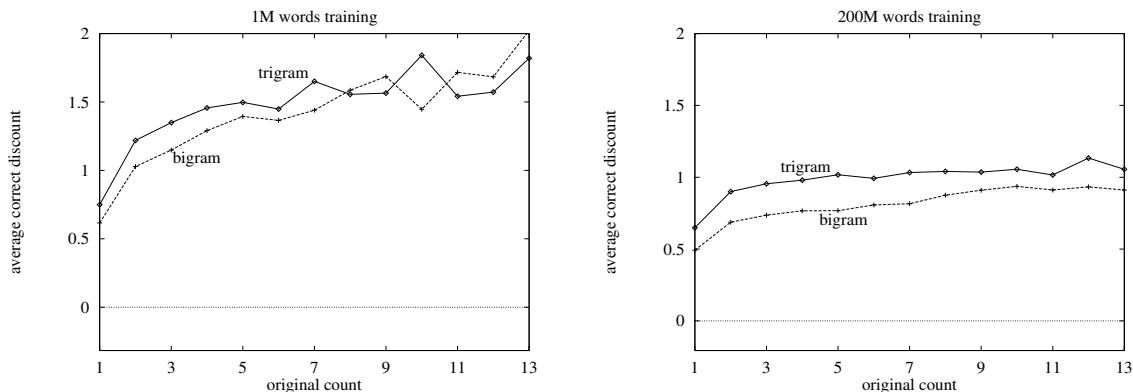 1M words training
2
1.5
1
0.5
0
average correct discount
trigram
bigram
1 3 5 7 9 11 13
original count
200M words training
2
1.5
1
0.5
0
average correct discount
trigram
bigram
1 3 5 7 9 11 13
original count